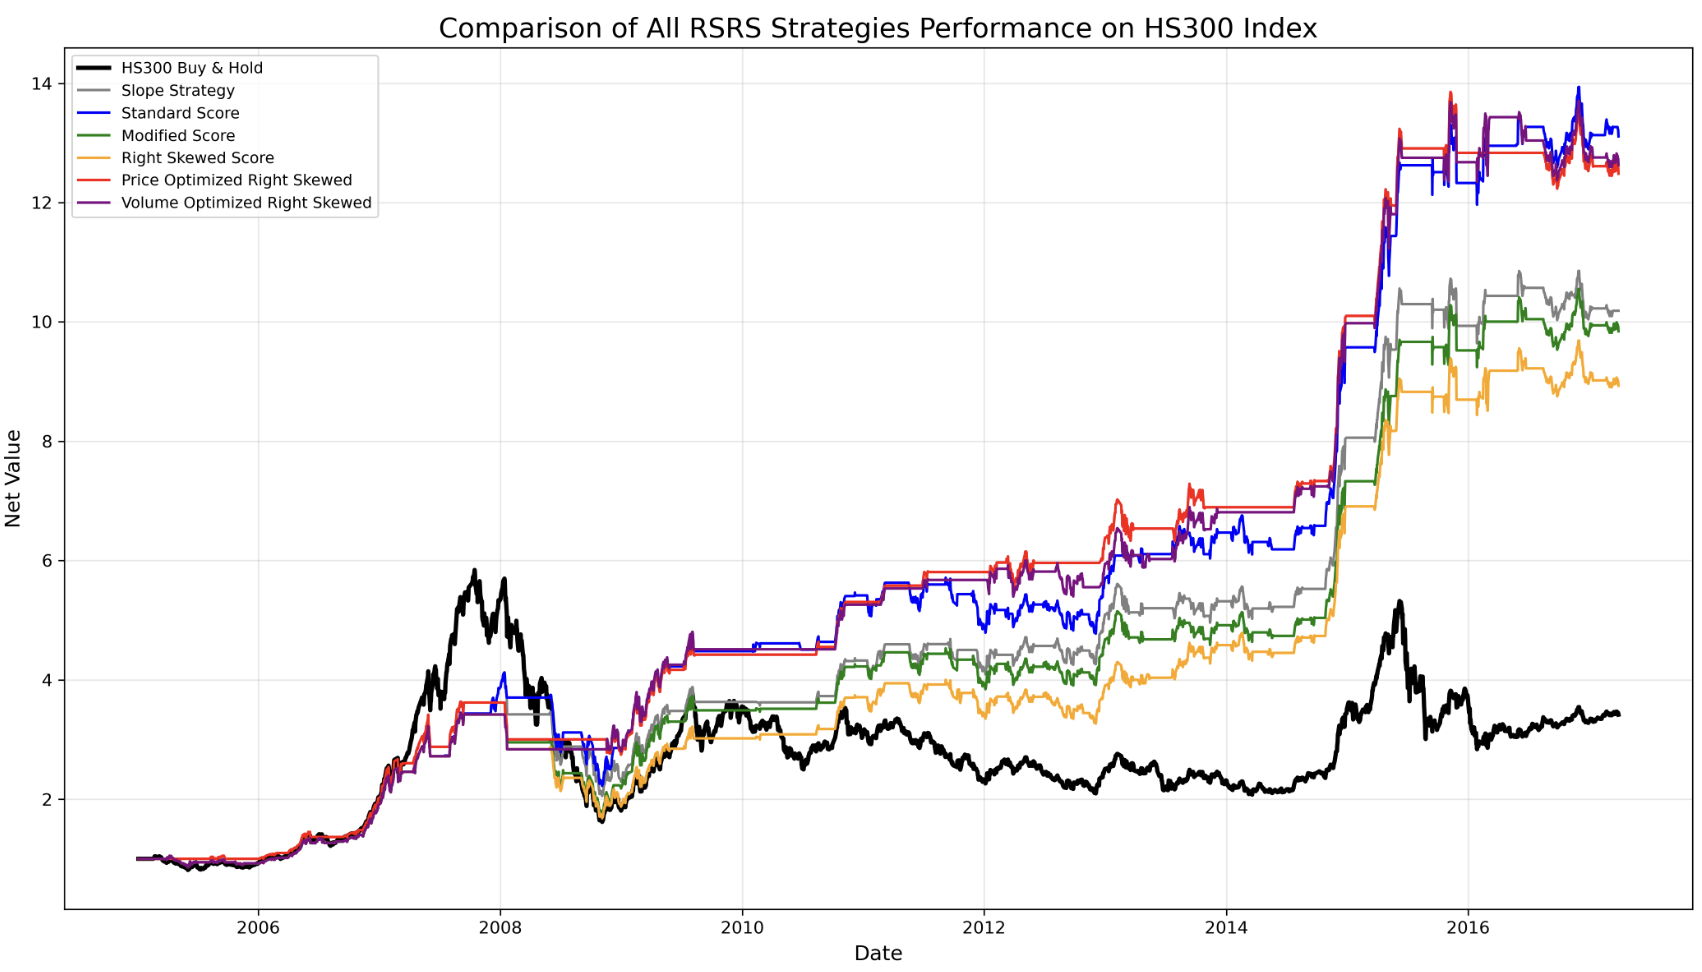 Comparison of All RSRS Strategies Performance on HS300 Index
HS300 Buy & Hold
Slope Strategy
Standard Score
Modified Score
Right Skewed Score
Price Optimized Right Skewed
Volume Optimized Right Skewed
14
12
10
8
6
4
2
Net Value
2006
2008
2010
2012
2014
2016
Date